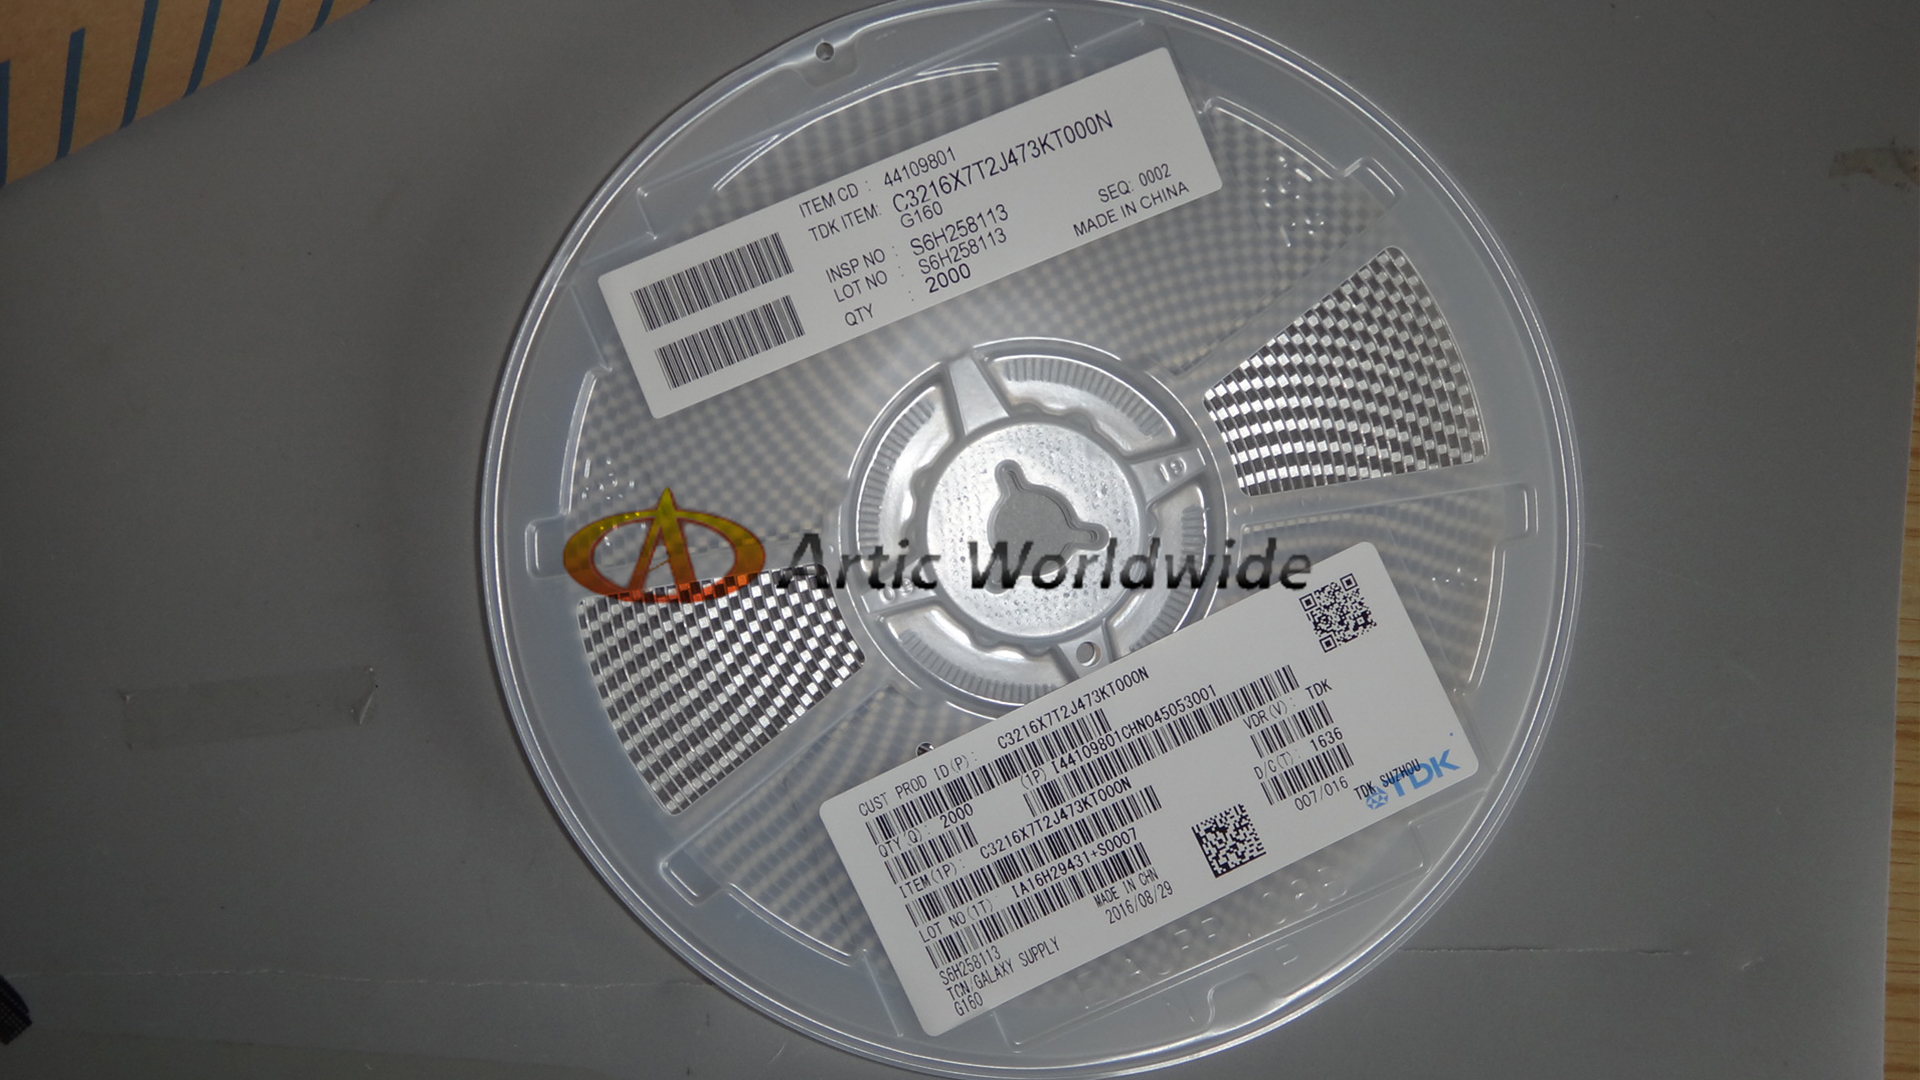 ITEM CD : 44109801
TDK ITEM: C3216X7T2J473KT000N
G160
INSP NO : S6H258113
LOT NO : S6H258113
QTY : 2000
SEQ: 0002
MADE IN CHINA
19
Artic Worldwide
CUST PROD ID(P): C3216X7T2J473KT000N
QTY(Q): 2000
(1P) I44109801CHN045053001
ITEM(1P): C3216X7T2J473KT000N
VDR(V): TDK
LOT NO(1T): IA16H29431+S0007
D/C(T): 1636
MADE IN CHN
007/016
S6H258113
2016/08/29
TDK SUZHOU
TDK
TCN/GALAXY SUPPLY
G160